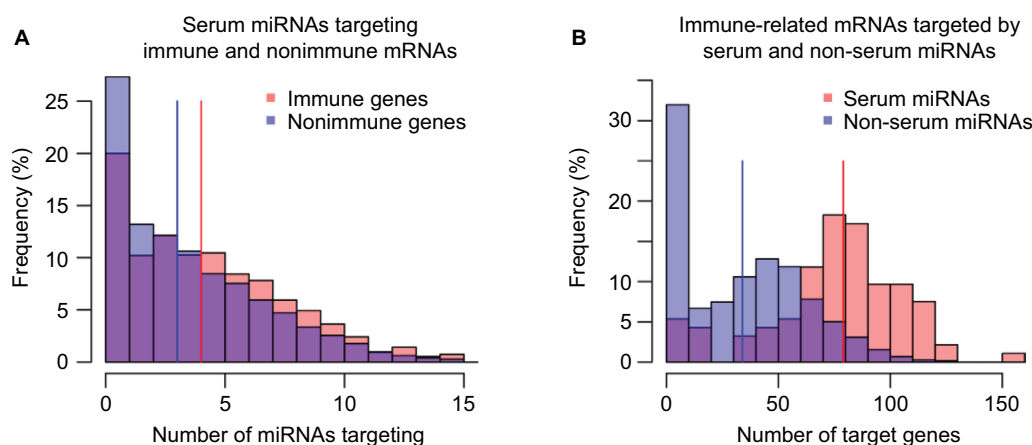 A
Serum miRNAs targeting
immune and nonimmune mRNAs
Immune genes
Nonimmune genes
Frequency (%)
25
20
15
10
5
0
0 5 10 15
Number of miRNAs targeting
B
Immune-related mRNAs targeted by
serum and non-serum miRNAs
Serum miRNAs
Non-serum miRNAs
Frequency (%)
30
20
10
5
0
0 50 100 150
Number of target genes